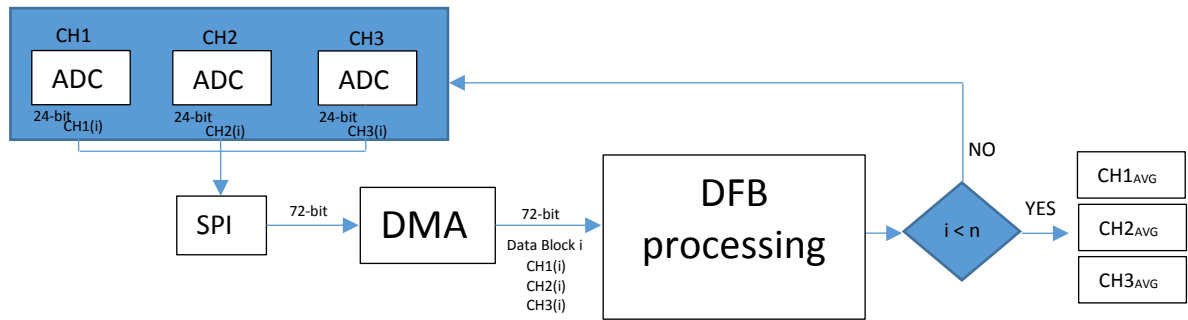 CH1
CH2
CH3
ADC
ADC
ADC
24-bit
CH1(i)
24-bit
CH2(i)
24-bit
CH3(i)
SPI
72-bit
DMA
72-bit
Data Block i
CH1(i)
CH2(i)
CH3(i)
DFB
processing
i < n
NO
YES
CH1AVG
CH2AVG
CH3AVG